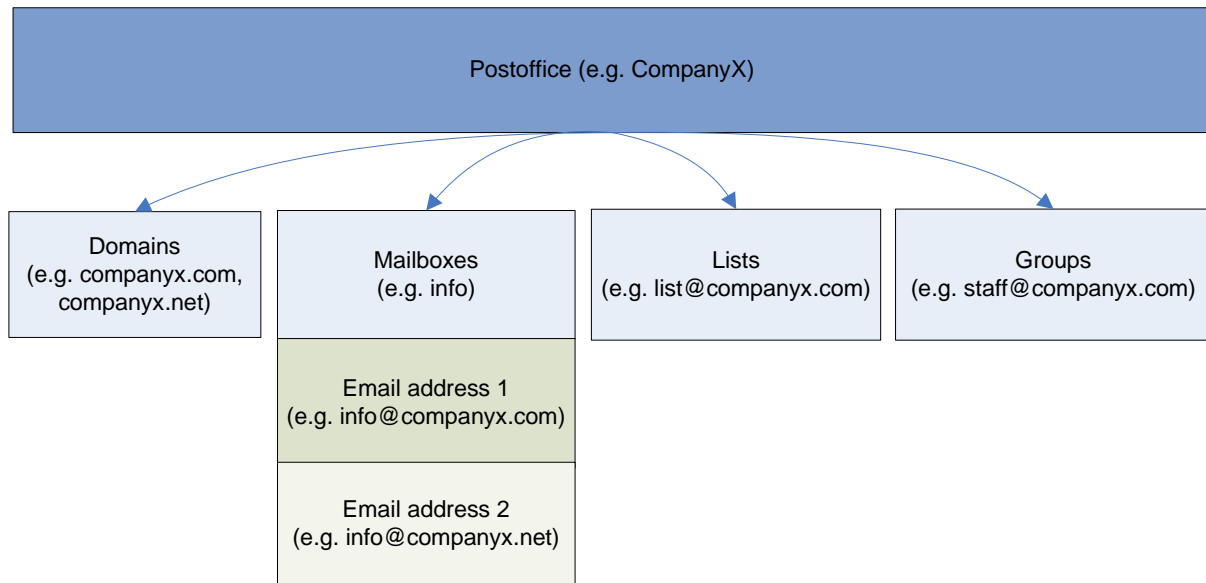 Postoffice (e.g. CompanyX)
Domains
(e.g. companyx.com,
companyx.net)
Mailboxes
(e.g. info)
Lists
(e.g. list@companyx.com)
Groups
(e.g. staff@companyx.com)
Email address 1
(e.g. info@companyx.com)
Email address 2
(e.g. info@companyx.net)